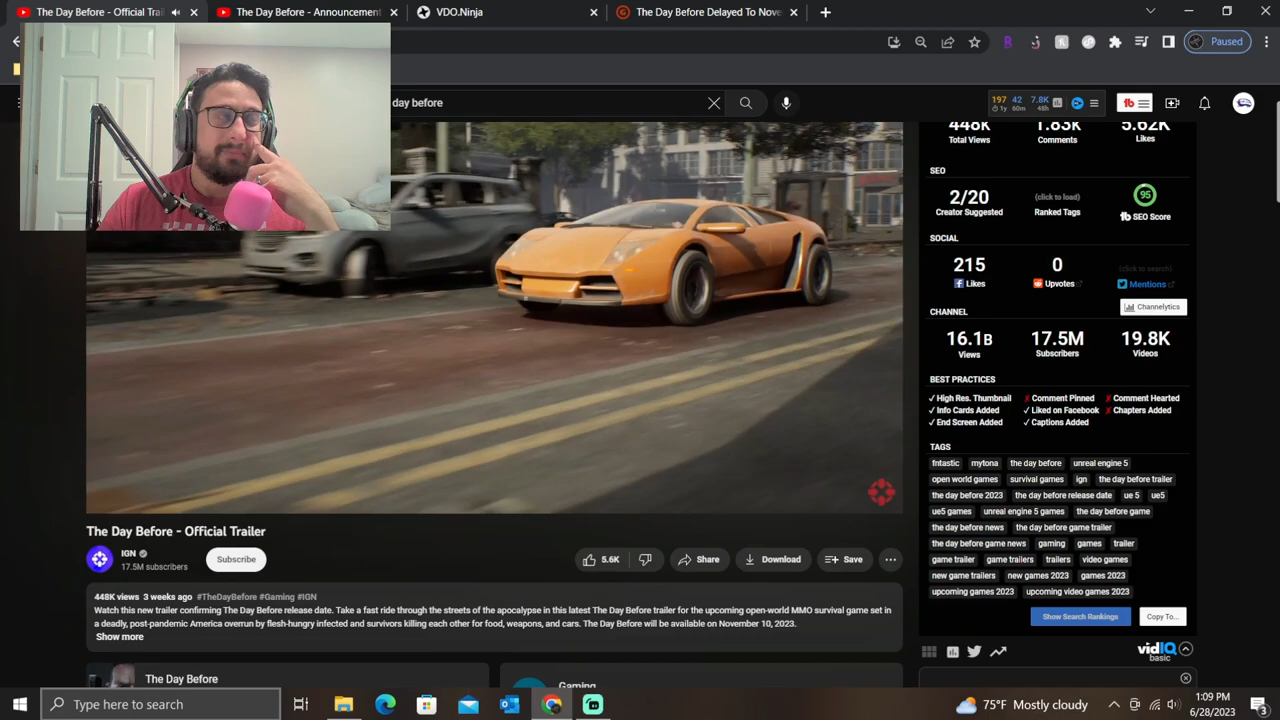 The Day Before - Official Trai
The Day Before - Announcement
VDO.Ninja
The Day Before Delayed To Nove
Paused
day before
197 42 7.8K
1y 60m 48h
448K 1.83K 5.62K
Total Views Comments Likes
SEO
2/20 (click to load) 95
Creator Suggested Ranked Tags SEO Score
SOCIAL
215 0 (click to search)
Likes Upvotes Mentions
CHANNEL
Channelytics
16.1B 17.5M 19.8K
Views Subscribers Videos
BEST PRACTICES
✓ High Res. Thumbnail ✗ Comment Pinned ✗ Comment Hearted
✓ Info Cards Added ✓ Liked on Facebook ✗ Chapters Added
✓ End Screen Added ✓ Captions Added
TAGS
fntastic mytona the day before unreal engine 5
open world games survival games ign the day before trailer
the day before 2023 the day before release date ue 5 ue5
ue5 games unreal engine 5 games the day before game
the day before news the day before game trailer
the day before game news gaming games trailer
game trailer game trailers trailers video games
new game trailers new games 2023 games 2023
upcoming games 2023 upcoming video games 2023
Show Search Rankings Copy To...
vidIQ
basic
The Day Before - Official Trailer
IGN
17.5M subscribers
Subscribe
5.6K
Share
Download
Save
448K views 3 weeks ago #TheDayBefore #Gaming #IGN
Watch this new trailer confirming The Day Before release date. Take a fast ride through the streets of the apocalypse in this latest The Day Before trailer for the upcoming open-world MMO survival game set in
a deadly, post-pandemic America overrun by flesh-hungry infected and survivors killing each other for food, weapons, and cars. The Day Before will be available on November 10, 2023.
Show more
The Day Before
Gaming
Type here to search
75°F Mostly cloudy
1:09 PM
6/28/2023
3